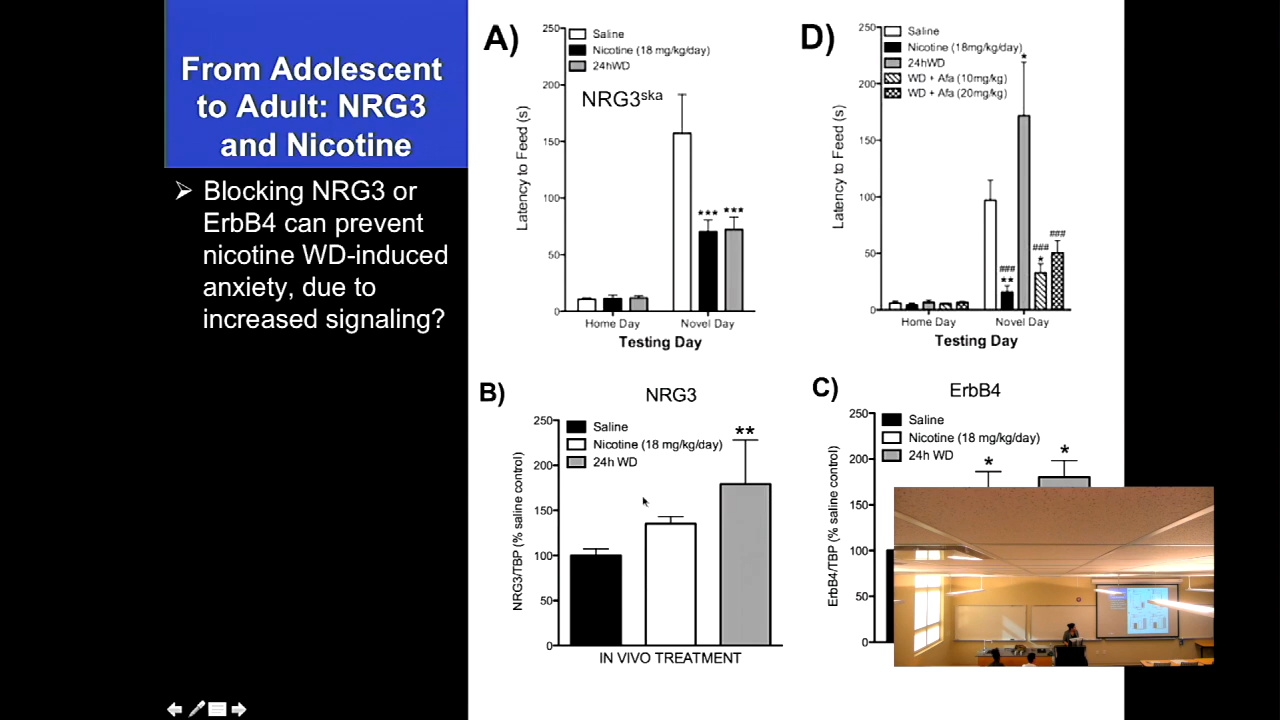 From Adolescent
to Adult: NRG3
and Nicotine
➢ Blocking NRG3 or
ErbB4 can prevent
nicotine WD-induced
anxiety, due to
increased signaling?
A)
Saline
Nicotine (18 mg/kg/day)
24hWD
NRG3ska
Latency to Feed (s)
250
200
150
100
50
0
Home Day
Novel Day
*** ***
Testing Day
D)
Saline
Nicotine (18mg/kg/day)
24hWD
WD + Afa (10mg/kg)
WD + Afa (20mg/kg)
Latency to Feed (s)
250
200
150
100
50
0
*
###
**
###
*
###
Home Day
Novel Day
Testing Day
B)
NRG3
Saline
Nicotine (18 mg/kg/day)
24h WD
**
NRG3/TBP (% saline control)
250
200
150
100
50
0
IN VIVO TREATMENT
C)
ErbB4
Saline
Nicotine (18 mg/kg/day)
24h WD
* *
ErbB4/TBP (% saline control)
250
200
150
100
50
0